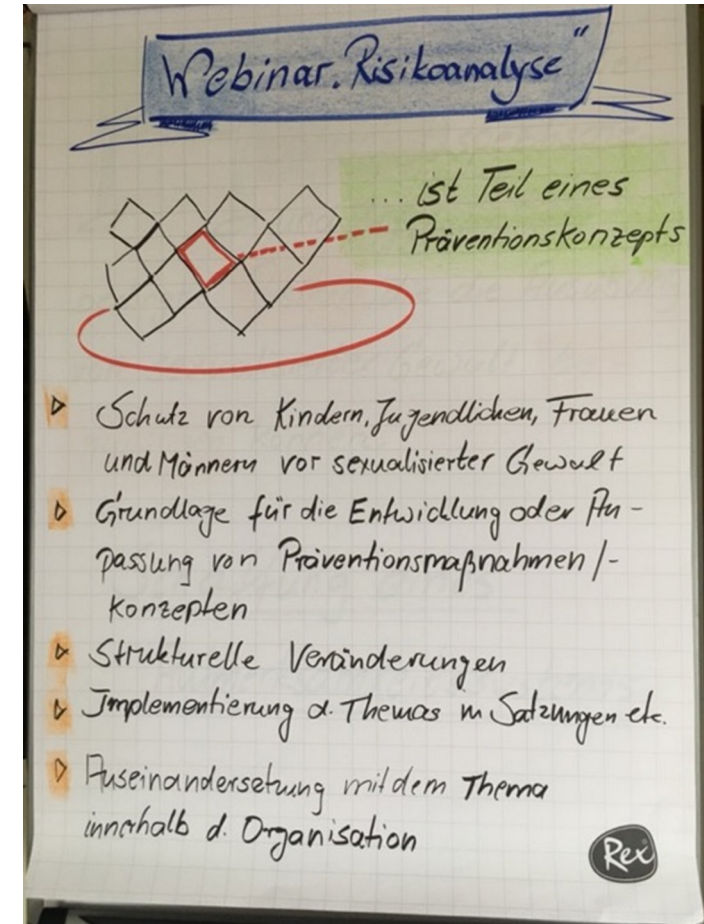 Webinar „Risikoanalyse"
... ist Teil eines
Präventionskonzepts
Schutz von Kindern, Jugendlichen, Frauen
und Männern vor sexualisierter Gewalt
Grundlage für die Entwicklung oder An-
passung von Präventionsmaßnahmen/-
konzepten
Strukturelle Veränderungen
Implementierung d. Themas in Satzungen etc.
Auseinandersetzung mit dem Thema
innerhalb d. Organisation
Rex